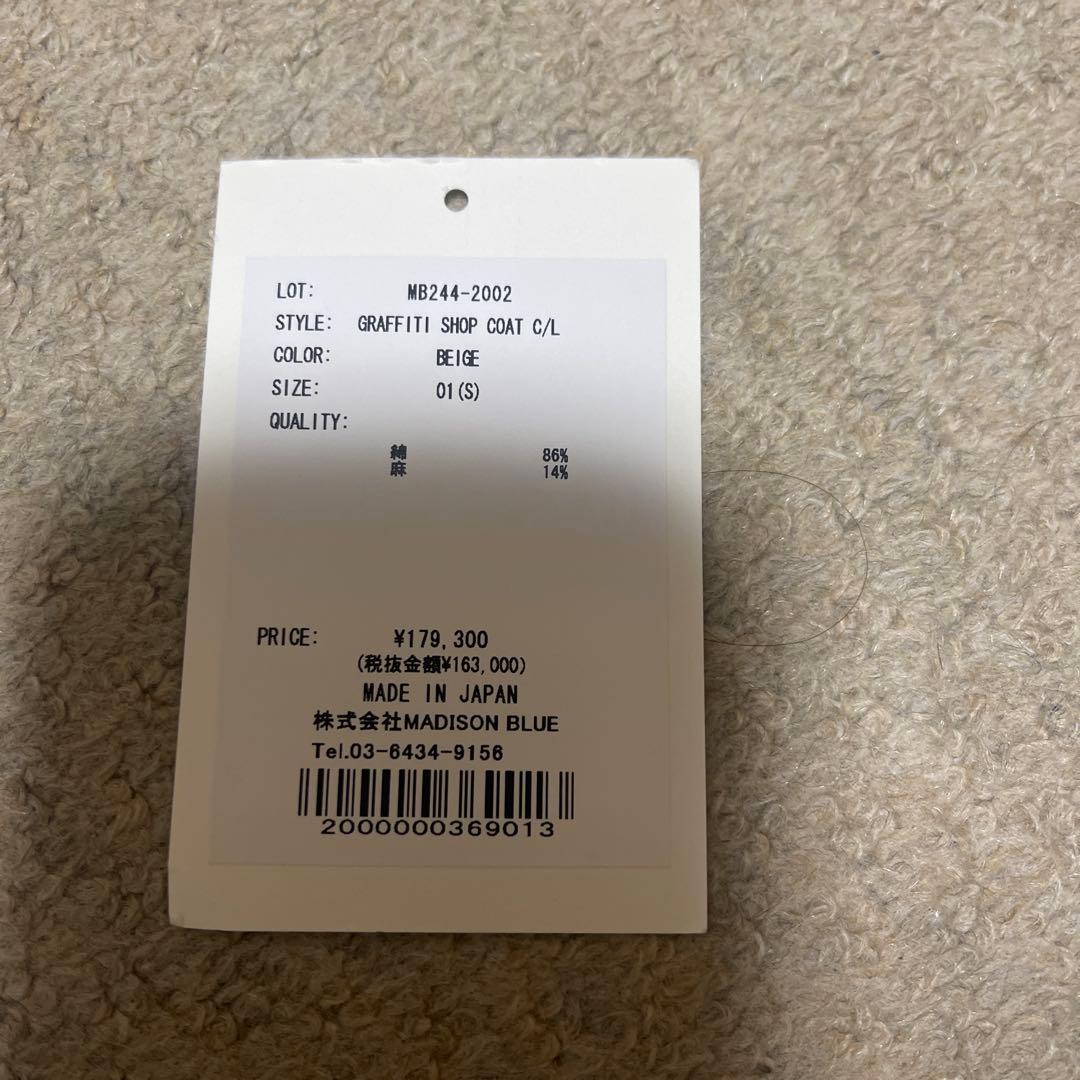 LOT: MB244-2002
STYLE: GRAFFITI SHOP COAT C/L
COLOR: BEIGE
SIZE: 01(S)
QUALITY:
綿 86%
麻 14%
PRICE: ¥179,300
(税抜金額¥163,000)
MADE IN JAPAN
株式会社MADISON BLUE
Tel.03-6434-9156
2000000369013